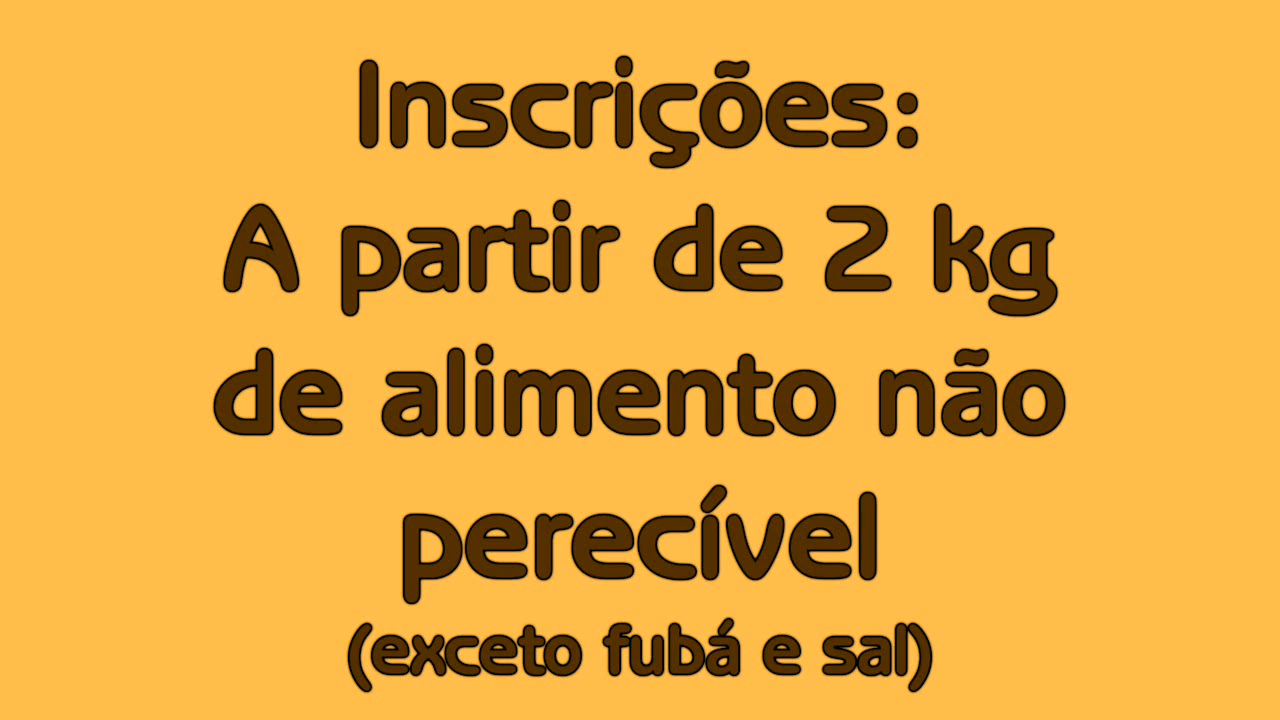 Inscrições:
A partir de 2 kg
de alimento não
perecível
(exceto fubá e sal)